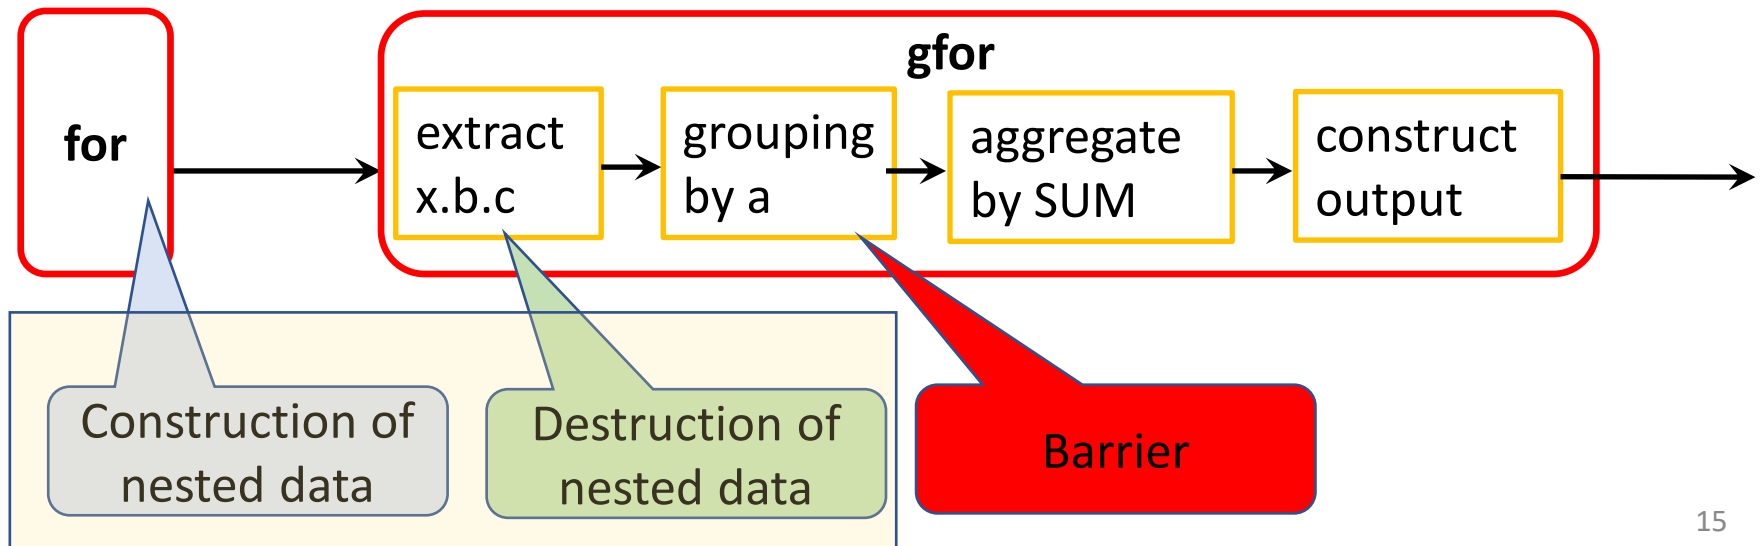 for
gfor
extract
x.b.c
grouping
by a
aggregate
by SUM
construct
output
Construction of
nested data
Destruction of
nested data
Barrier
15